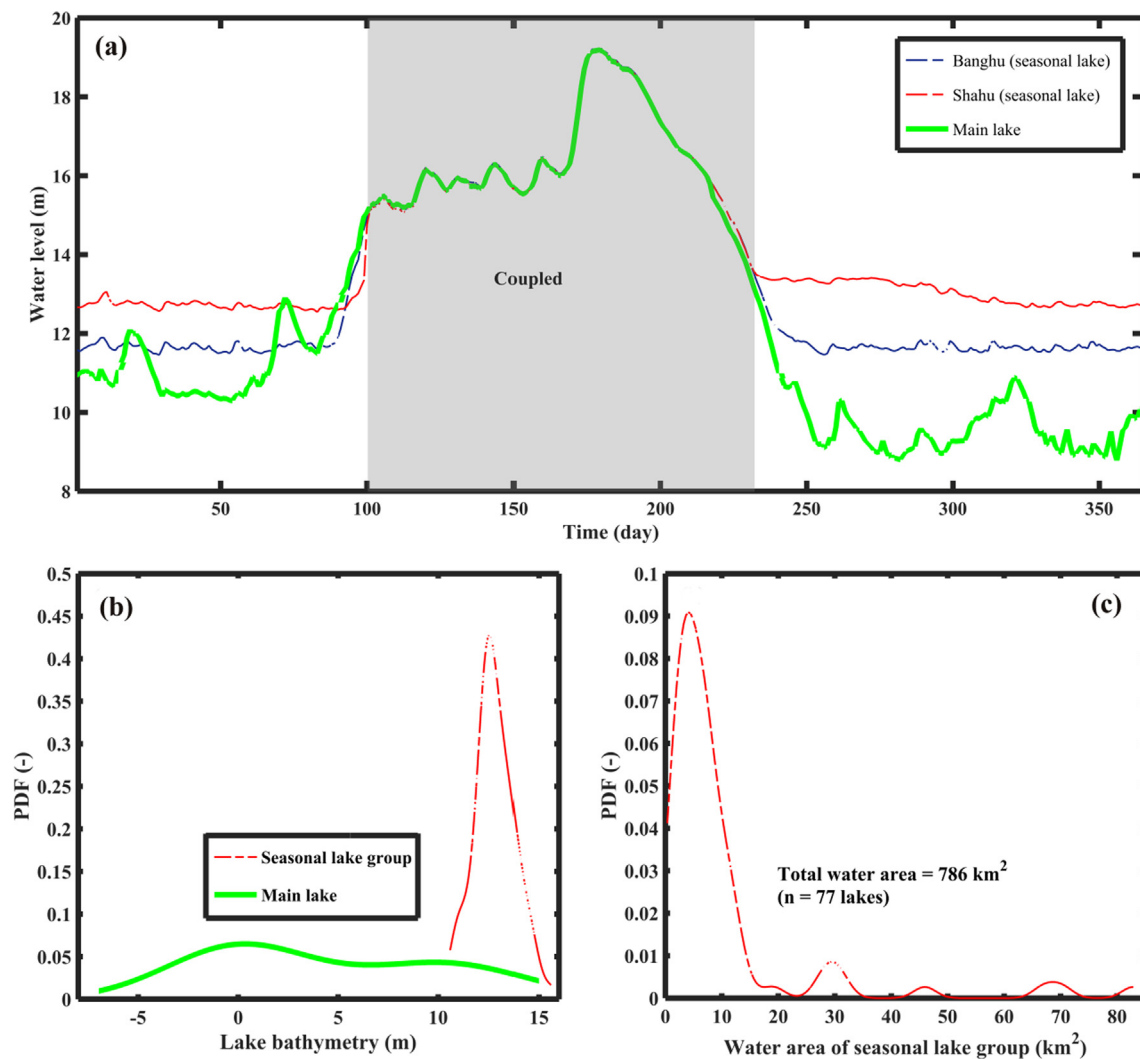 (a)
20
18
16
14
12
10
8
Water level (m)
Banghu (seasonal lake)
Shahu (seasonal lake)
Main lake
Coupled
50
100
150
200
250
300
350
Time (day)
(b)
0.5
0.45
0.4
0.35
0.3
0.25
0.2
0.15
0.1
0.05
0
PDF (-)
Seasonal lake group
Main lake
-5
0
5
10
15
Lake bathymetry (m)
(c)
0.1
0.09
0.08
0.07
0.06
0.05
0.04
0.03
0.02
0.01
0
PDF (-)
Total water area = 786 km²
(n = 77 lakes)
0
10
20
30
40
50
60
70
80
Water area of seasonal lake group (km²)